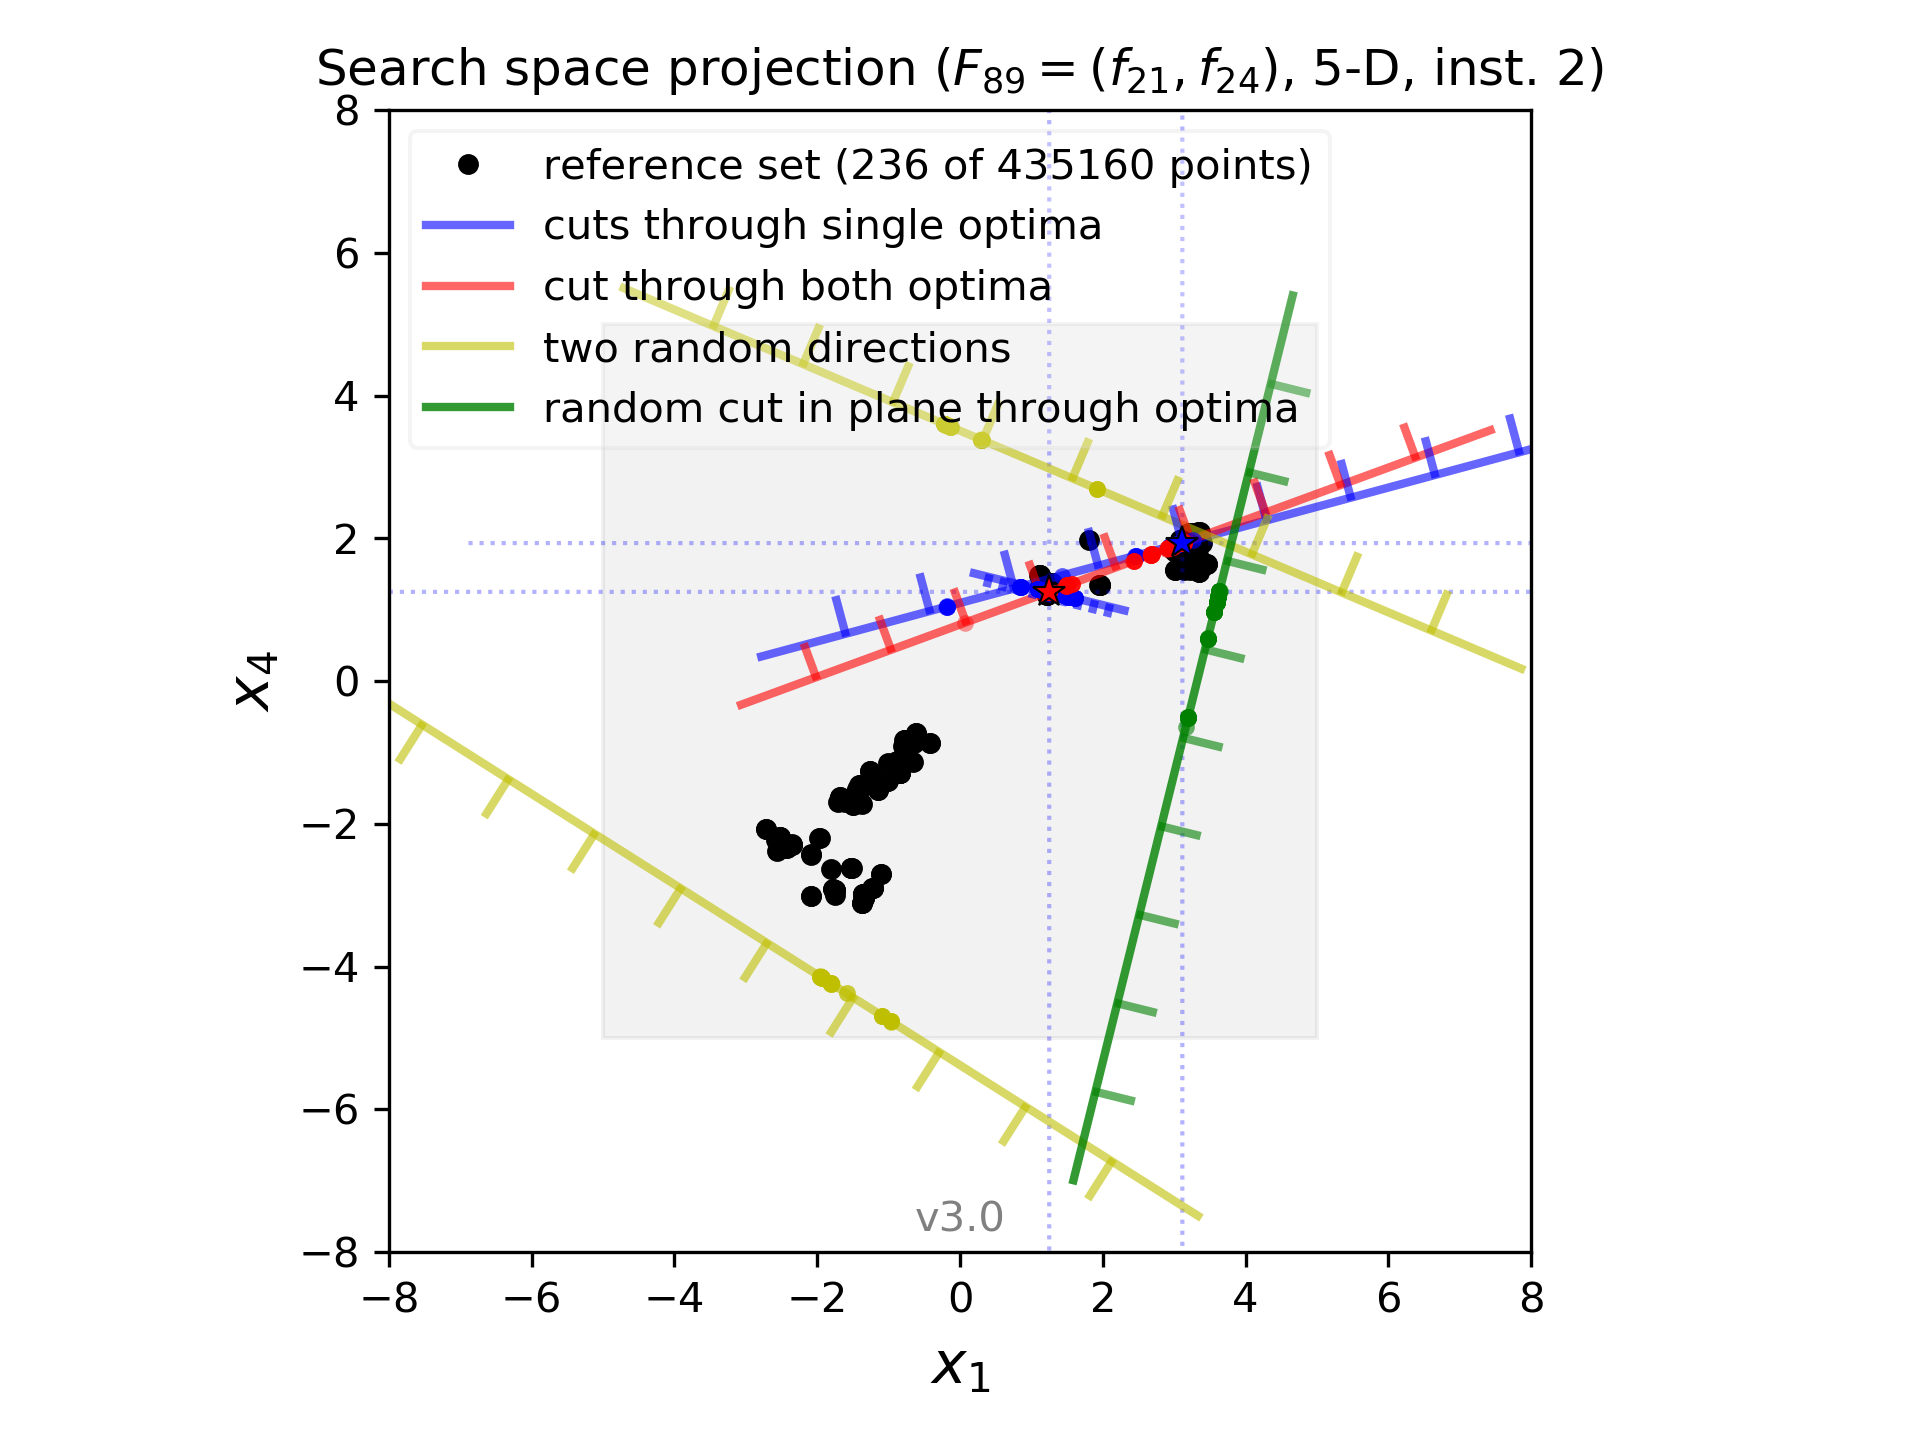 Search space projection (F₈₉ = (f₂₁, f₂₄), 5-D, inst. 2)
reference set (236 of 435160 points)
cuts through single optima
cut through both optima
two random directions
random cut in plane through optima
8
6
4
2
0
−2
−4
−6
−8
x₄
v3.0
−8 −6 −4 −2 0 2 4 6 8
x₁